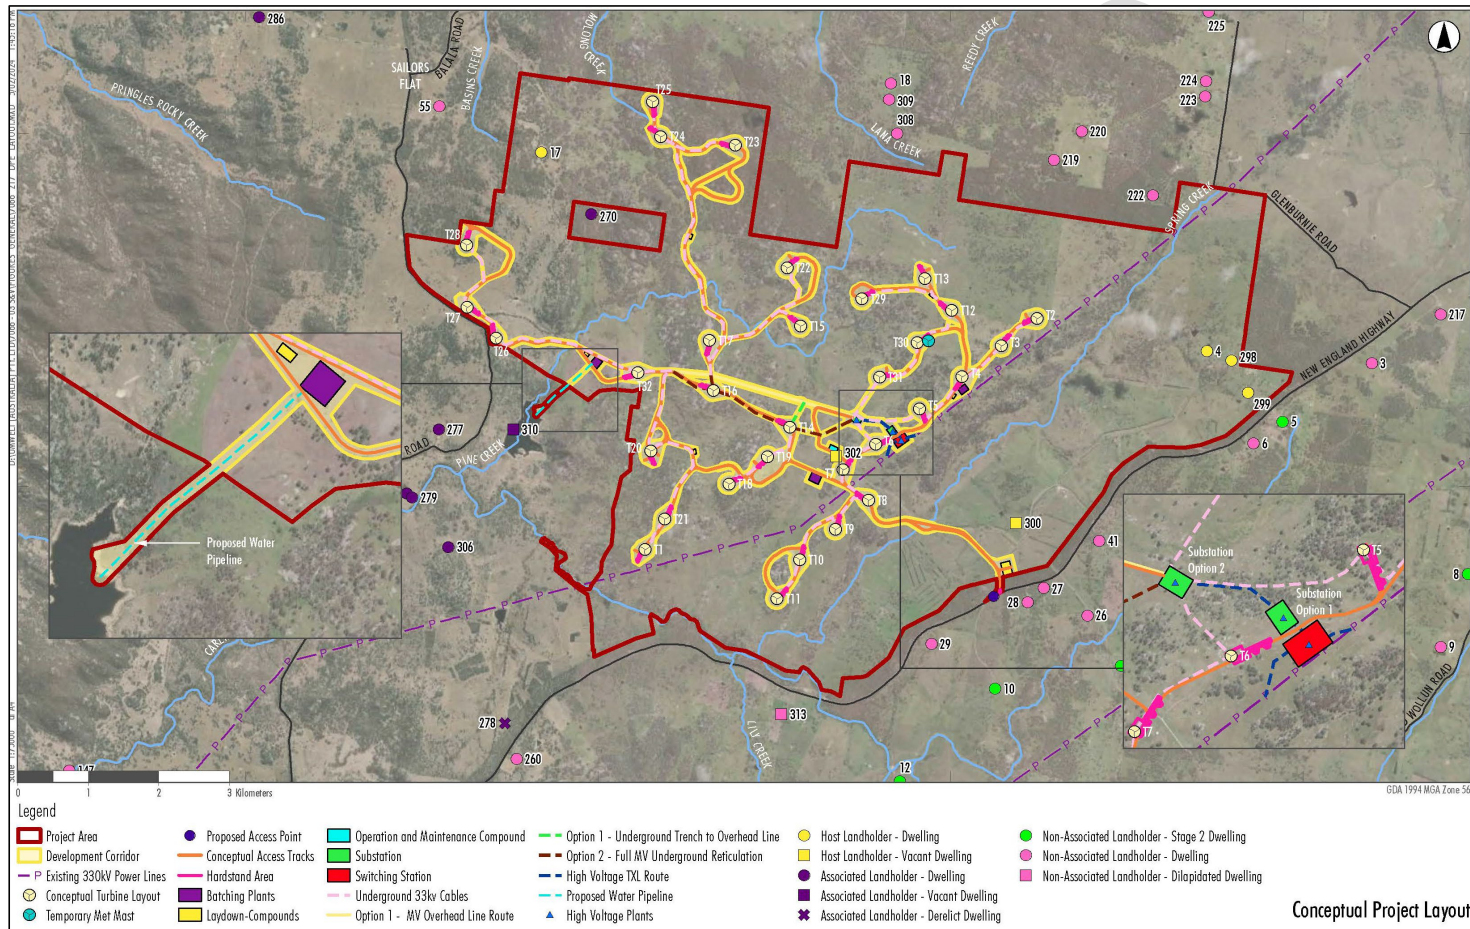 286
225
BALALA ROAD
BASINS CREEK
SAILORS
FLAT
REEDY CREEK
PRINGLES ROCKY CREEK
55
T25
T24
T23
18
309
308
LANA CREEK
224
223
220
219
222
17
270
SPRING CREEK
GLENBURNIE ROAD
T28
T27
T26
T22
T15
T17
T13
T29
T12
T30
T2
T3
T31
T4
T5
217
4
298
3
299
NEW ENGLAND HIGHWAY
5
6
T32
T16
T14
T20
T19
T18
302
T8
T21
T9
T1
T10
T11
277
310
ROAD
PINE CREEK
279
306
Proposed Water
Pipeline
300
41
27
28
26
29
10
Substation
Option 2
Substation
Option 1
T5
T6
T7
8
9
WOLLUN ROAD
278
260
313
LILY CREEK
12
147
0 1 2 3 Kilometers
GDA 1994 MGA Zone 56
Legend
Project Area
Development Corridor
P Existing 330kV Power Lines
Conceptual Turbine Layout
Temporary Met Mast
Proposed Access Point
Conceptual Access Tracks
Hardstand Area
Batching Plants
Laydown-Compounds
Operation and Maintenance Compound
Substation
Switching Station
Underground 33kv Cables
Option 1 - MV Overhead Line Route
Option 1 - Underground Trench to Overhead Line
Option 2 - Full MV Underground Reticulation
High Voltage TXL Route
Proposed Water Pipeline
High Voltage Plants
Host Landholder - Dwelling
Host Landholder - Vacant Dwelling
Associated Landholder - Dwelling
Associated Landholder - Vacant Dwelling
Associated Landholder - Derelict Dwelling
Non-Associated Landholder - Stage 2 Dwelling
Non-Associated Landholder - Dwelling
Non-Associated Landholder - Dilapidated Dwelling
Conceptual Project Layout